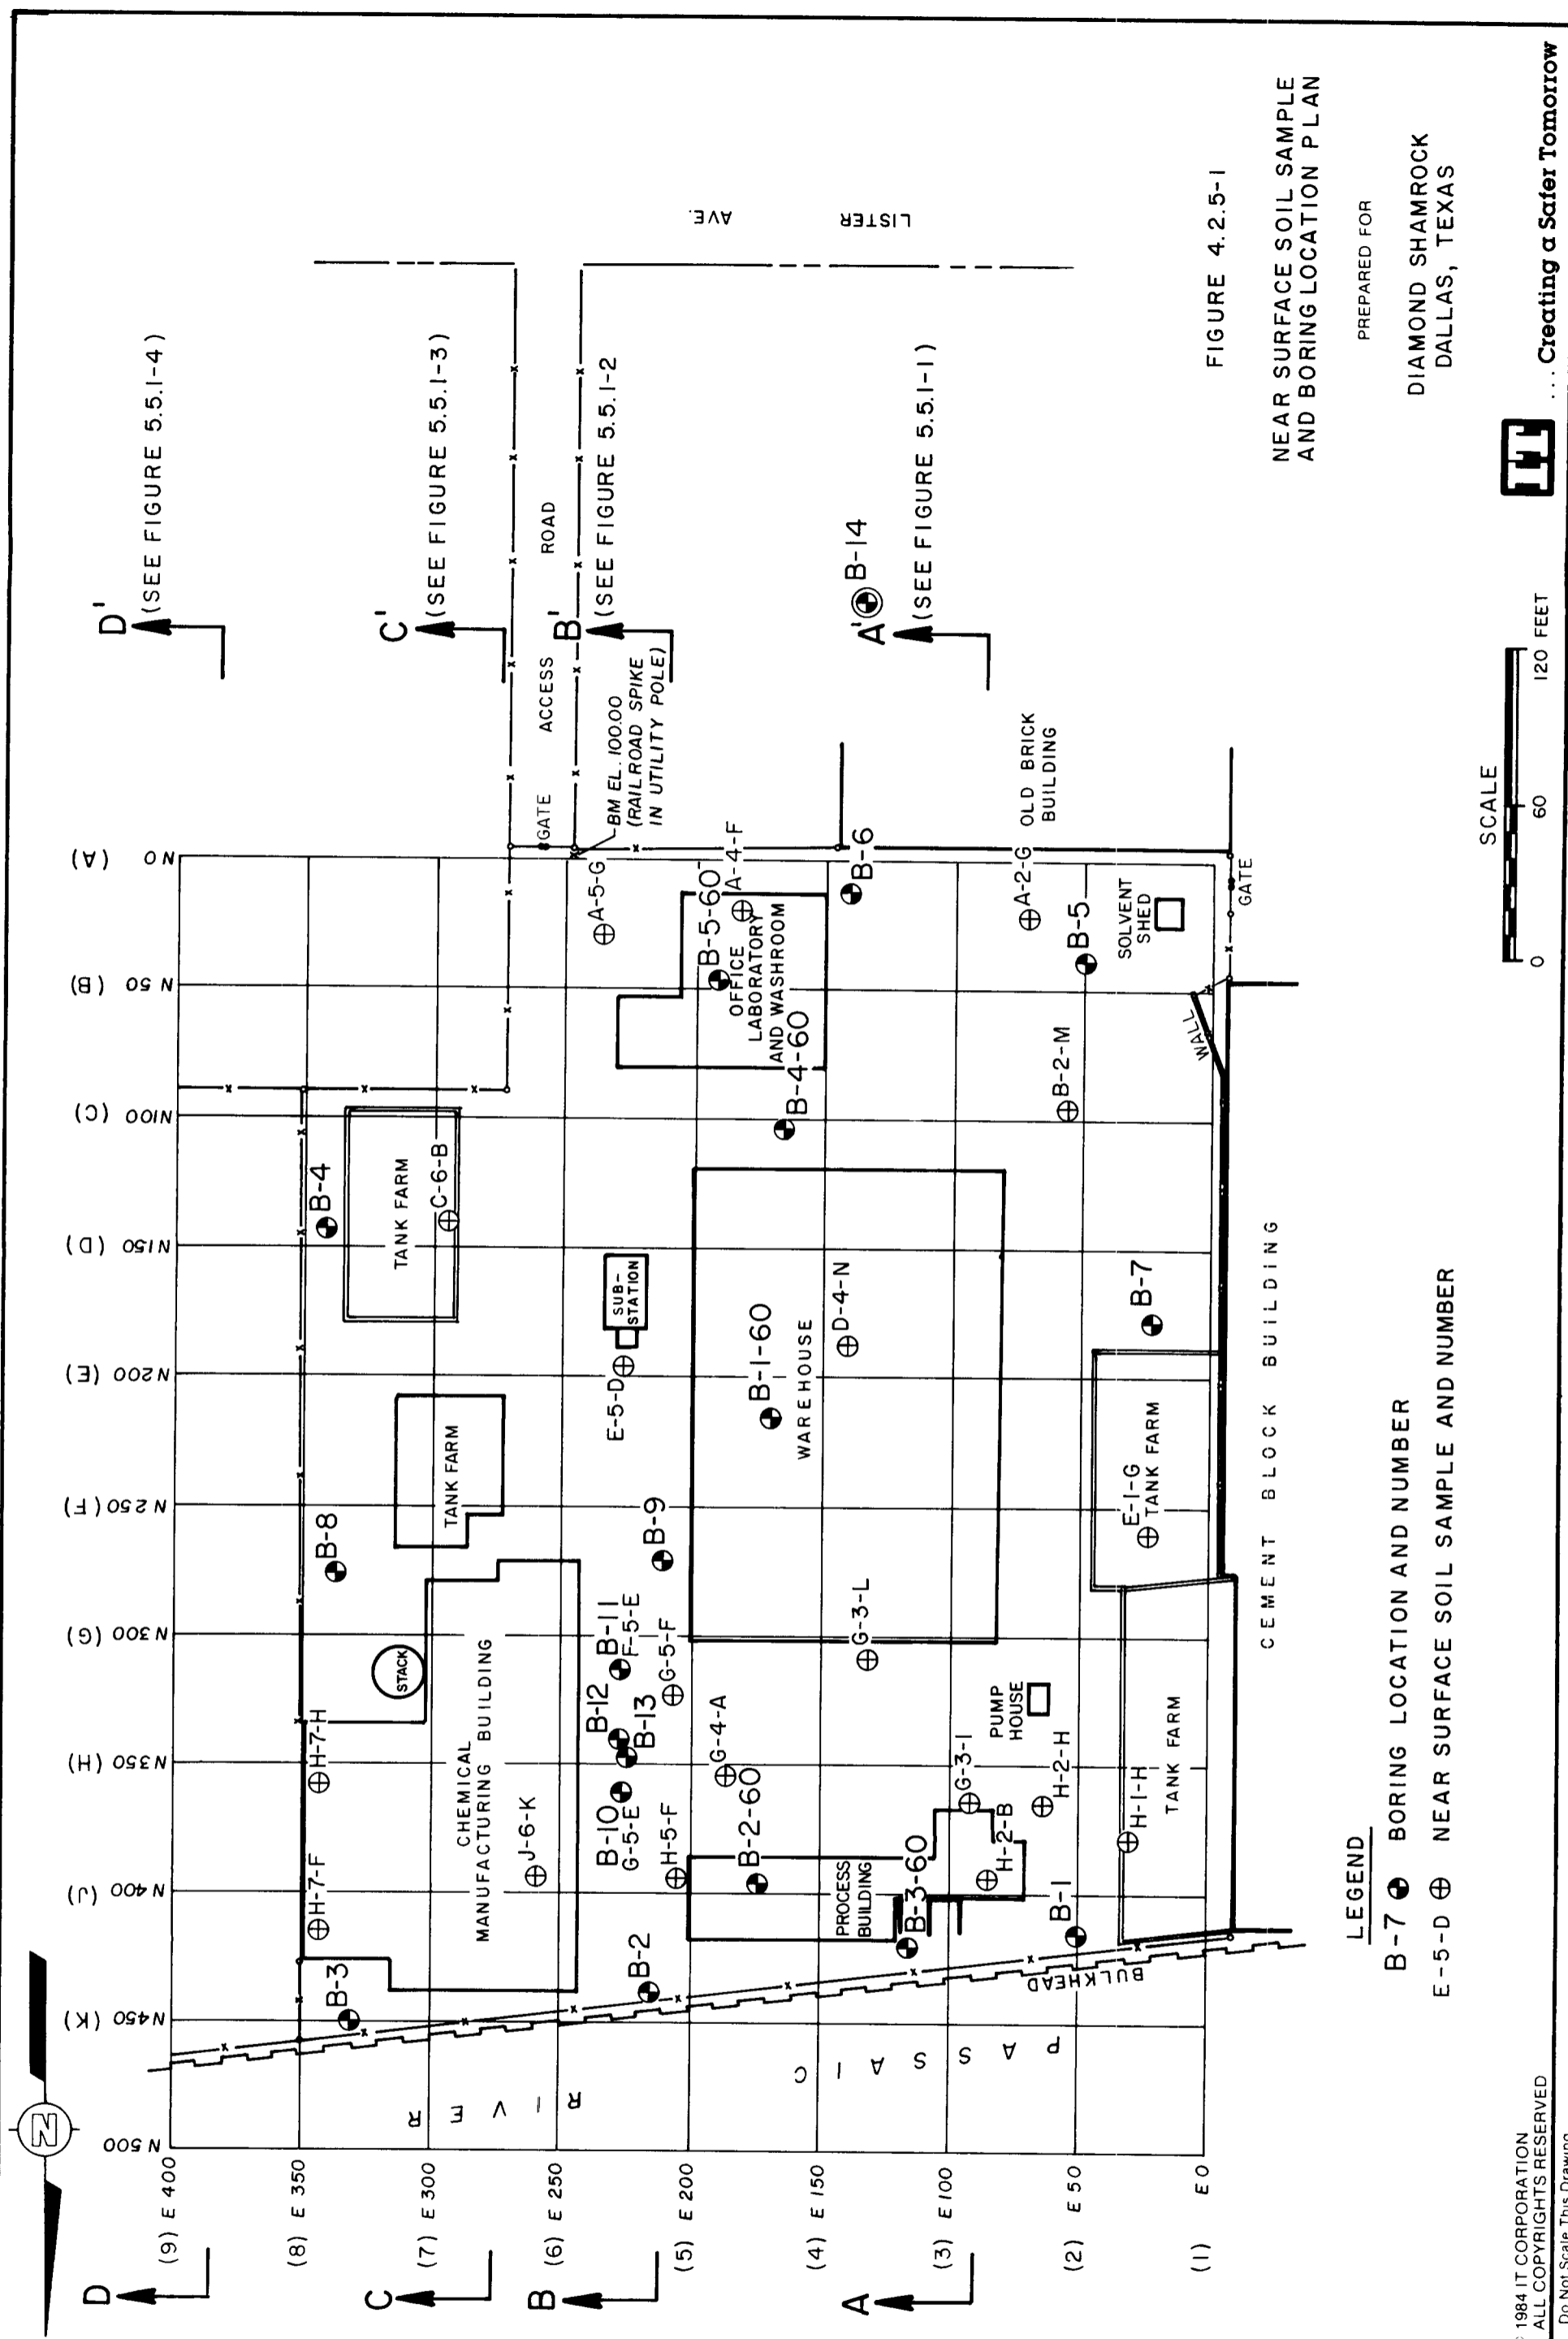 D'
(SEE FIGURE 5.5.1-4)
C'
(SEE FIGURE 5.5.1-3)
B'
(SEE FIGURE 5.5.1-2
A'
(SEE FIGURE 5.5.1-1)
B-14
LISTER AVE.
ACCESS ROAD
GATE
BM EL. 100.00
(RAILROAD SPIKE
IN UTILITY POLE)
OLD BRICK
BUILDING
GATE
N 0 (A)
N 50 (B)
N100 (C)
N150 (D)
N200 (E)
N250 (F)
N300 (G)
N350 (H)
N400 (J)
N450 (K)
N 500
(9) E 400
(8) E 350
(7) E 300
(6) E 250
(5) E 200
(4) E 150
(3) E 100
(2) E 50
(1) E 0
D
C
B
A
N
A-5-G
A-4-F
B-5-60
OFFICE
LABORATORY
AND WASHROOM
B-4-60
B-6
A-2-G
B-5
SOLVENT
SHED
WALL
B-2-M
B-4
TANK FARM
C-6-B
SUB-
STATION
E-5-D
B-1-60
WAREHOUSE
D-4-N
B-7
E-1-G
TANK FARM
TANK FARM
B-8
B-9
STACK
CHEMICAL
MANUFACTURING BUILDING
B-11
F-5-E
G-5-F
B-12
B-13
G-4-A
G-3-L
PUMP
HOUSE
G-3-I
H-2-H
H-2-B
H-1-H
TANK FARM
H-7-H
H-7-F
J-6-K
B-10
G-5-E
H-5-F
B-2-60
PROCESS
BUILDING
B-3-60
B-1
B-2
B-3
BULKHEAD
PASSAIC RIVER
CEMENT BLOCK BUILDING
LEGEND
B-7 BORING LOCATION AND NUMBER
E-5-D NEAR SURFACE SOIL SAMPLE AND NUMBER
SCALE
0 60 120 FEET
FIGURE 4.2.5-1
NEAR SURFACE SOIL SAMPLE
AND BORING LOCATION PLAN
PREPARED FOR
DIAMOND SHAMROCK
DALLAS, TEXAS
... Creating a Safer Tomorrow
1984 IT CORPORATION
ALL COPYRIGHTS RESERVED
Do Not Scale This Drawing